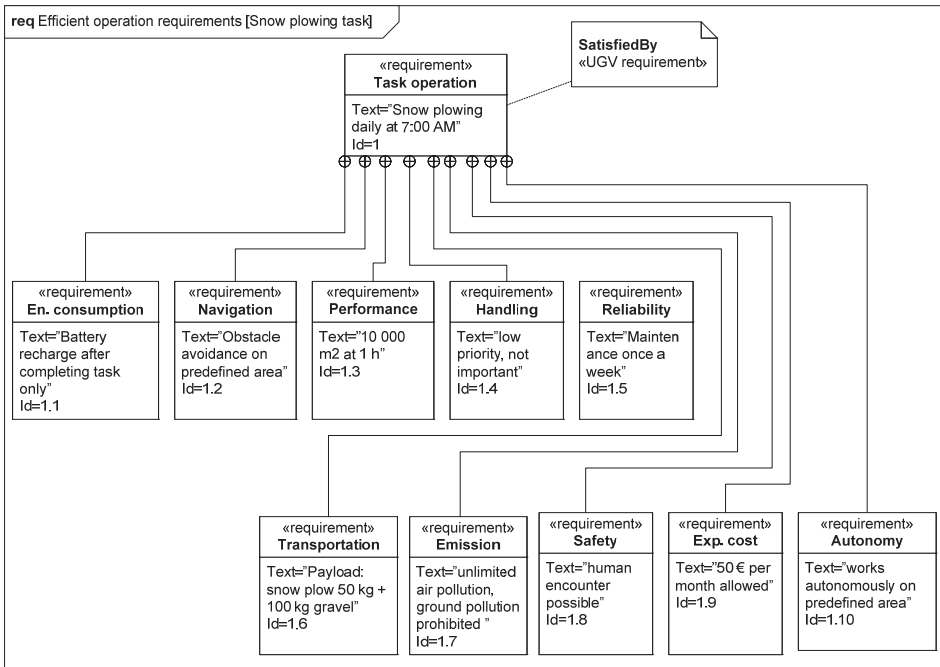 req Efficient operation requirements [Snow plowing task]
SatisfiedBy
«UGV requirement»
«requirement»
Task operation
Text=”Snow plowing
daily at 7:00 AM”
Id=1
«requirement»
En. consumption
Text=”Battery
recharge after
completing task
only”
Id=1.1
«requirement»
Navigation
Text=”Obstacle
avoidance on
predefined area”
Id=1.2
«requirement»
Performance
Text=”10 000
m2 at 1 h”
Id=1.3
«requirement»
Handling
Text=”low
priority, not
important”
Id=1.4
«requirement»
Reliability
Text=”Mainten
ance once a
week”
Id=1.5
«requirement»
Transportation
Text=”Payload:
snow plow 50 kg +
100 kg gravel”
Id=1.6
«requirement»
Emission
Text=”unlimited
air pollution,
ground pollution
prohibited ”
Id=1.7
«requirement»
Safety
Text=”human
encounter
possible”
Id=1.8
«requirement»
Exp. cost
Text=”50 € per
month allowed”
Id=1.9
«requirement»
Autonomy
Text=”works
autonomously on
predefined area”
Id=1.10